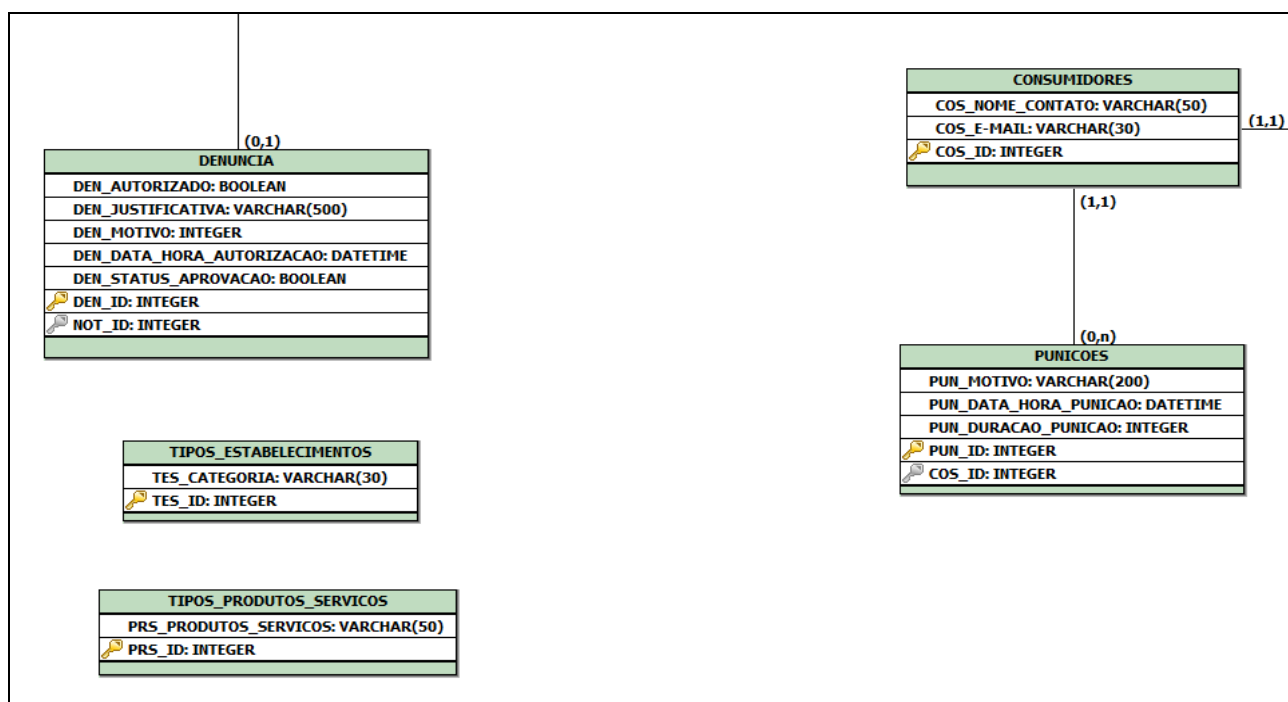 (0,1)
DENUNCIA
DEN_AUTORIZADO: BOOLEAN
DEN_JUSTIFICATIVA: VARCHAR(500)
DEN_MOTIVO: INTEGER
DEN_DATA_HORA_AUTORIZACAO: DATETIME
DEN_STATUS_APROVACAO: BOOLEAN
DEN_ID: INTEGER
NOT_ID: INTEGER
TIPOS_ESTABELECIMENTOS
TES_CATEGORIA: VARCHAR(30)
TES_ID: INTEGER
TIPOS_PRODUTOS_SERVICOS
PRS_PRODUTOS_SERVICOS: VARCHAR(50)
PRS_ID: INTEGER
CONSUMIDORES
COS_NOME_CONTATO: VARCHAR(50)
COS_E-MAIL: VARCHAR(30)
COS_ID: INTEGER
(1,1)
(1,1)
(0,n)
PUNICOES
PUN_MOTIVO: VARCHAR(200)
PUN_DATA_HORA_PUNICAO: DATETIME
PUN_DURACAO_PUNICAO: INTEGER
PUN_ID: INTEGER
COS_ID: INTEGER